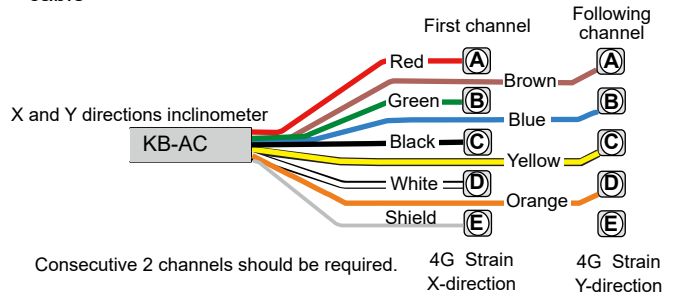 First channel
Following
channel
Red A A
Brown
Green B B
X and Y directions inclinometer
Blue
KB-AC
Black C C
Yellow
White D D
Orange
Shield E E
Consecutive 2 channels should be required.
4G Strain
X-direction
4G Strain
Y-direction